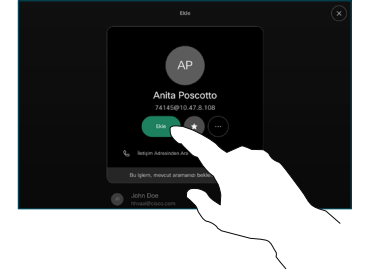 Ekle
AP
Anita Poscotto
74145@10.47.8.108
Ekle
İletişim Adresinden Ara
Bu işlem, mevcut aramanızı bekle
John Doe